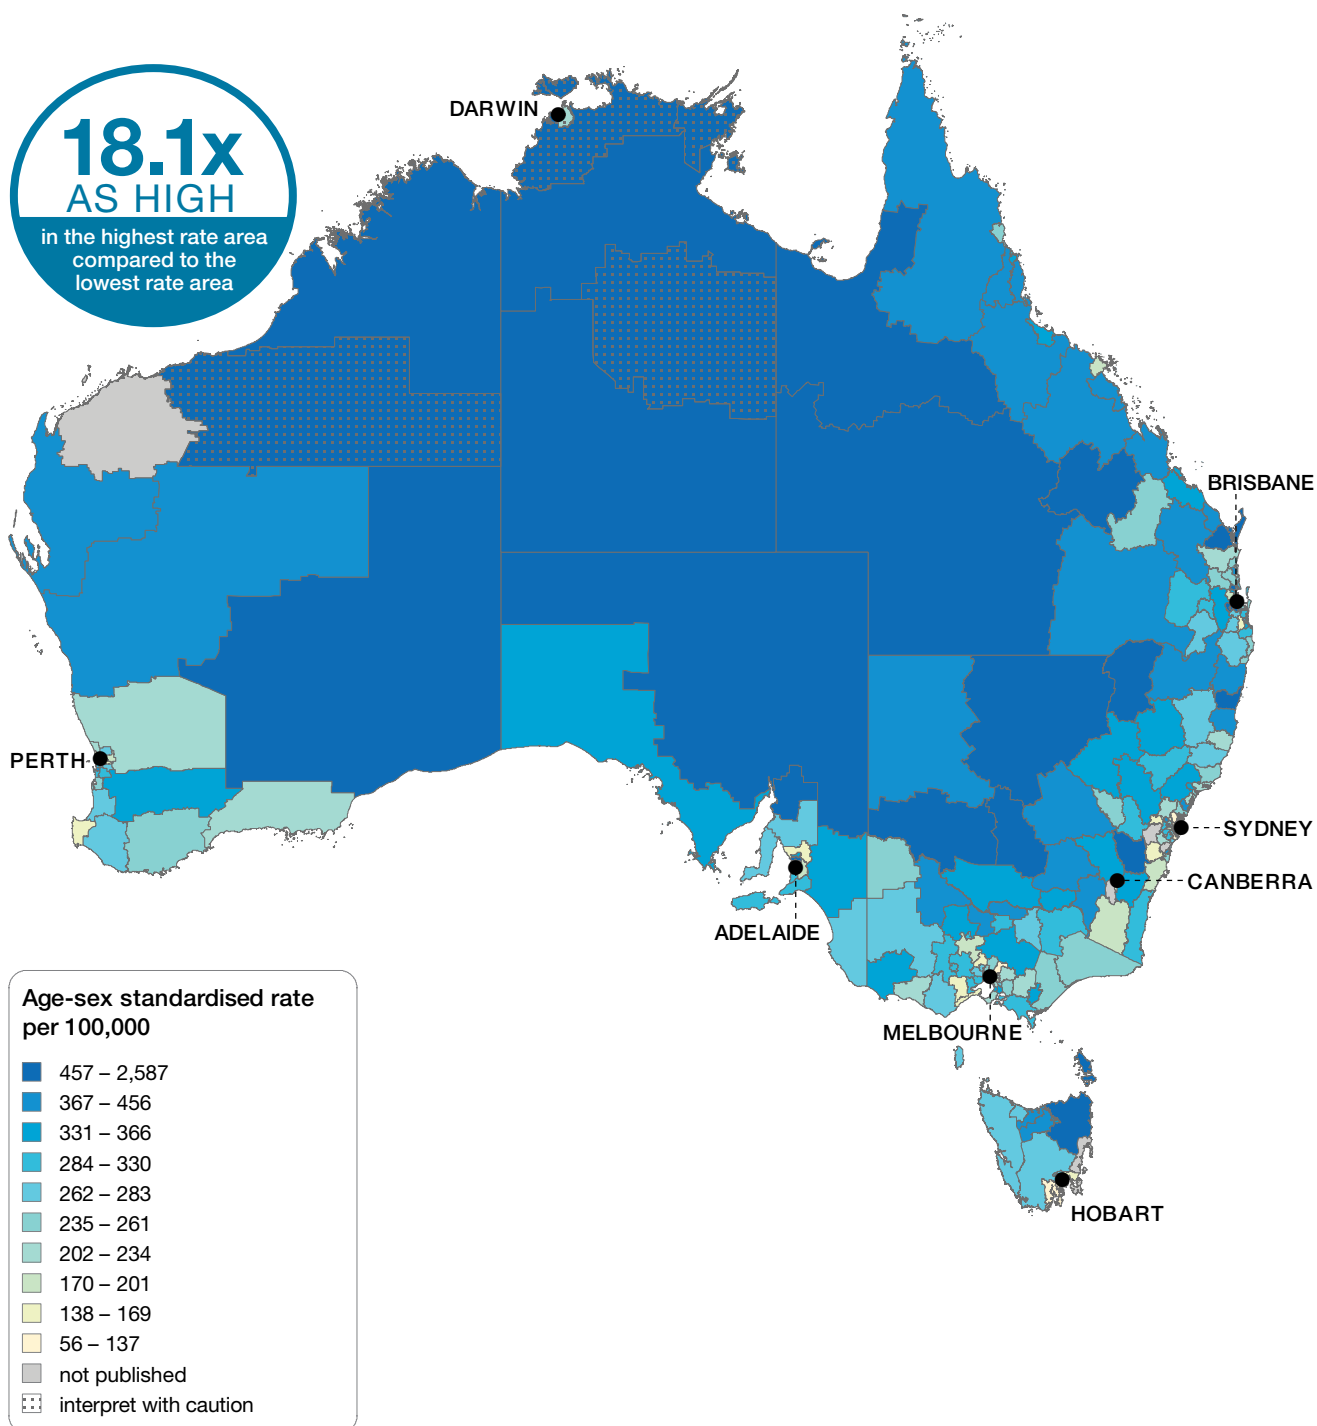 18.1x
AS HIGH
in the highest rate area
compared to the
lowest rate area
DARWIN
BRISBANE
PERTH
SYDNEY
CANBERRA
ADELAIDE
MELBOURNE
HOBART
Age-sex standardised rate
per 100,000
457 – 2,587
367 – 456
331 – 366
284 – 330
262 – 283
235 – 261
202 – 234
170 – 201
138 – 169
56 – 137
not published
interpret with caution